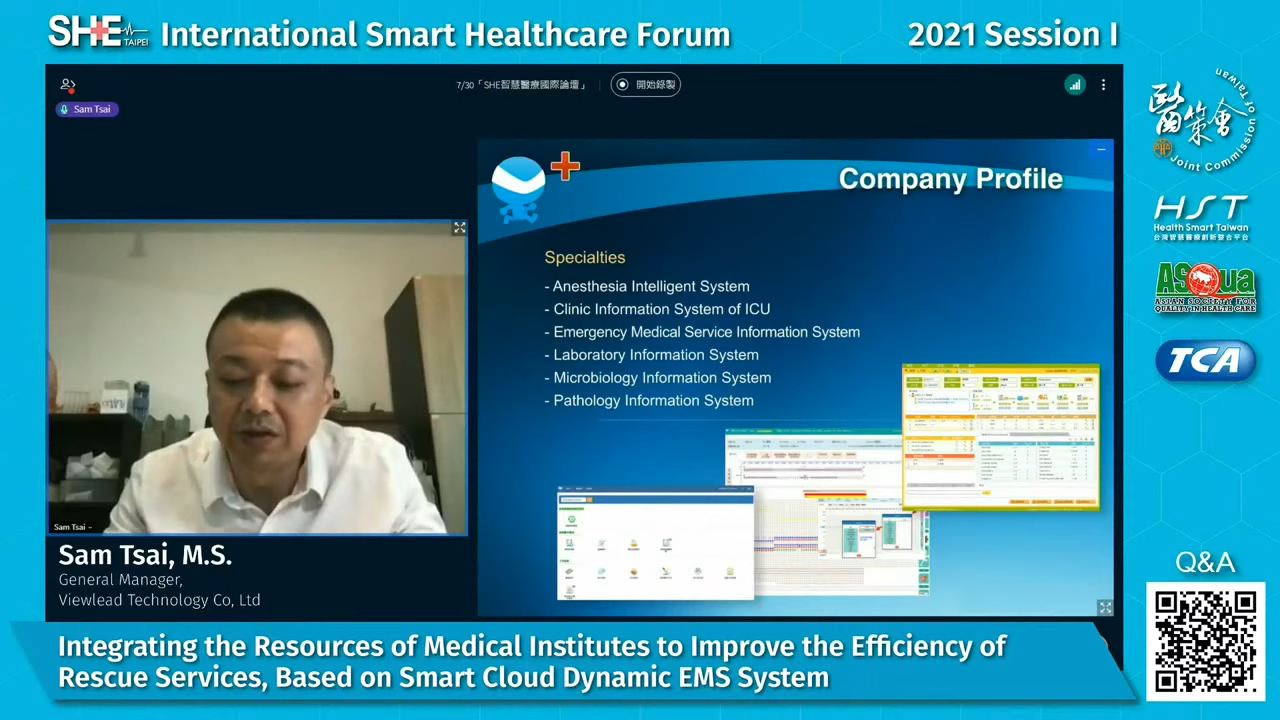 SHE TAIPEI International Smart Healthcare Forum
2021 Session I
7/30「SHE智慧醫療國際論壇」
開始錄製
Sam Tsai
Company Profile
Specialties
- Anesthesia Intelligent System
- Clinic Information System of ICU
- Emergency Medical Service Information System
- Laboratory Information System
- Microbiology Information System
- Pathology Information System
Sam Tsai
Sam Tsai, M.S.
General Manager,
Viewlead Technology Co, Ltd
Integrating the Resources of Medical Institutes to Improve the Efficiency of
Rescue Services, Based on Smart Cloud Dynamic EMS System
醫策會
Joint Commission of Taiwan
HST
Health Smart Taiwan
台灣智慧醫療創新整合平台
ASQua
ASIAN SOCIETY FOR
QUALITY IN HEALTH CARE
TCA
Q&A